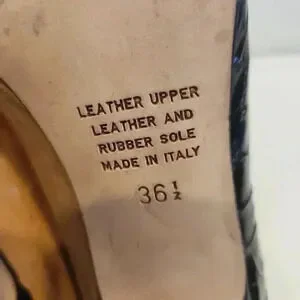 LEATHER UPPER
LEATHER AND
RUBBER SOLE
MADE IN ITALY
36½